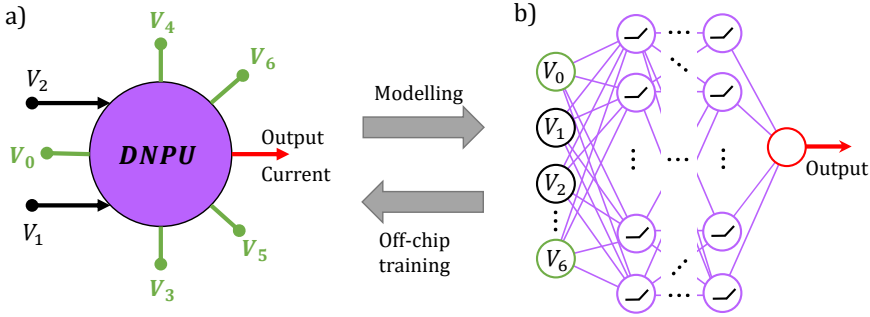 a)
V4
V6
V2
V0
DNPU
Output
Current
V1
V5
V3
Modelling
Off-chip
training
b)
V0
V1
V2
V6
Output